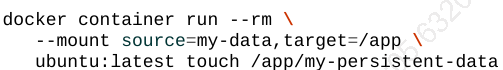 docker container run --rm \
   --mount source=my-data,target=/app \
   ubuntu:latest touch /app/my-persistent-data